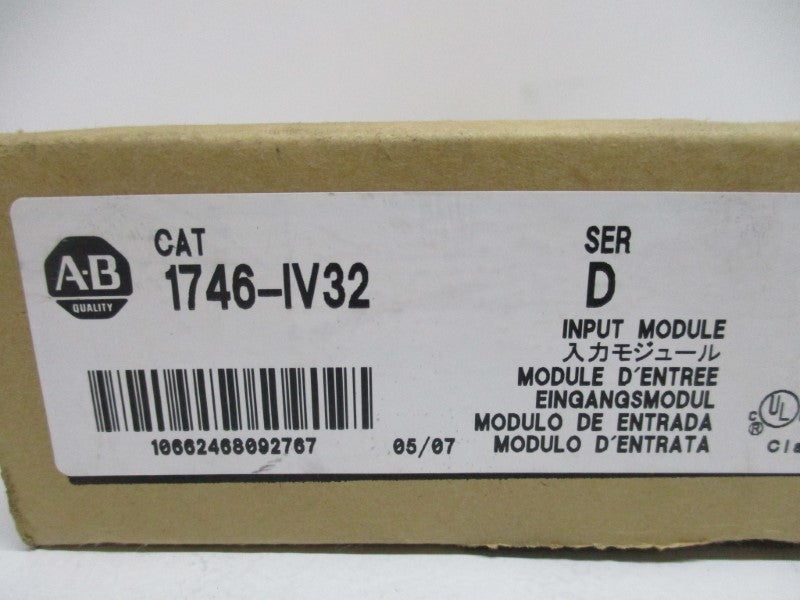 CAT
SER
A·B
QUALITY
1746-IV32
D
INPUT MODULE
入力モジュール
MODULE D'ENTREE
EINGANGSMODUL
MODULO DE ENTRADA
MODULO D'ENTRATA
10662468092767
05/07
c UL ®